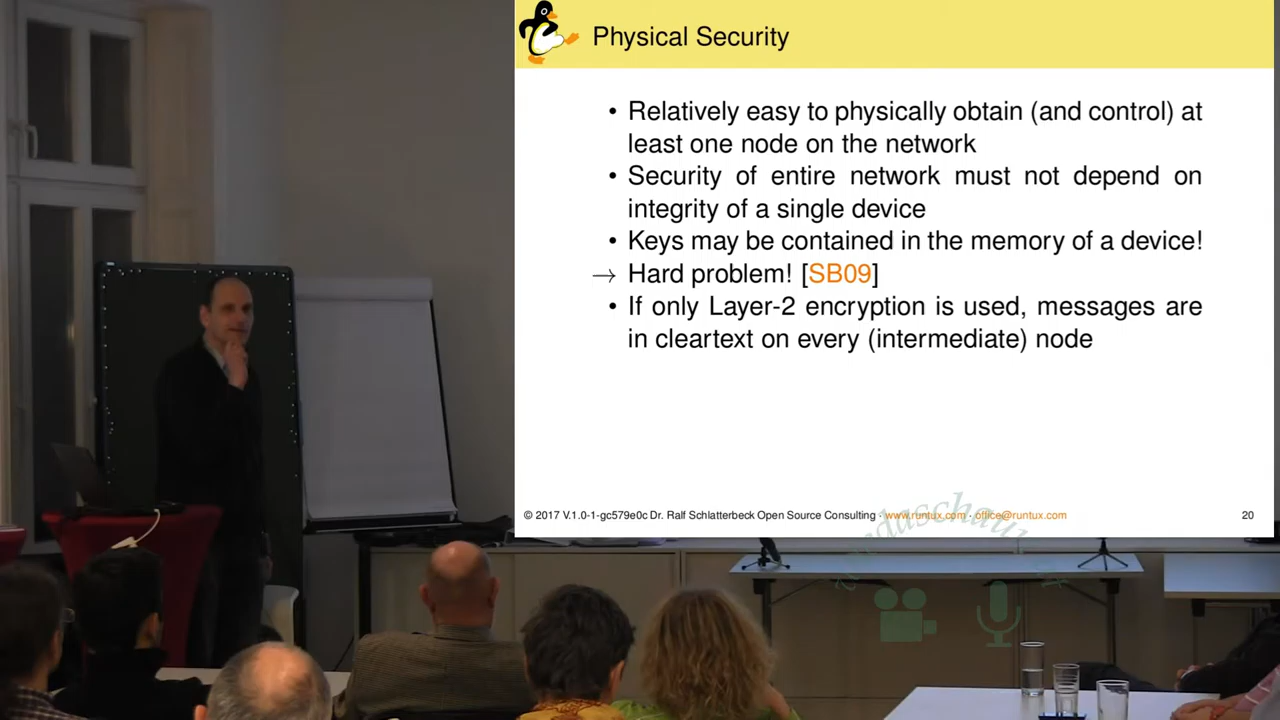 Physical Security
• Relatively easy to physically obtain (and control) at
least one node on the network
• Security of entire network must not depend on
integrity of a single device
• Keys may be contained in the memory of a device!
→ Hard problem! [SB09]
• If only Layer-2 encryption is used, messages are
in cleartext on every (intermediate) node
© 2017 V.1.0-1-gc579e0c Dr. Ralf Schlatterbeck Open Source Consulting · www.runtux.com · office@runtux.com 20